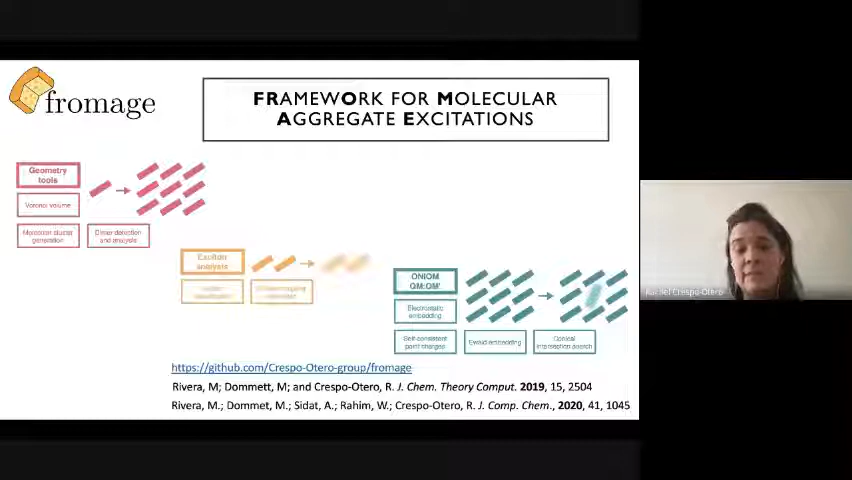 fromage
FRAMEWORK FOR MOLECULAR
AGGREGATE EXCITATIONS
Geometry
tools
Voronoi volume
Molecular cluster
generation
Dimer detection
and analysis
Exciton
analysis
ONIOM
QM:QM'
Electrostatic
embedding
Self-consistent
point charges
Ewald embedding
Conical
intersection search
https://github.com/Crespo-Otero-group/fromage
Rivera, M; Dommett, M; and Crespo-Otero, R. J. Chem. Theory Comput. 2019, 15, 2504
Rivera, M.; Dommet, M.; Sidat, A.; Rahim, W.; Crespo-Otero, R. J. Comp. Chem., 2020, 41, 1045
Rachel Crespo-Otero